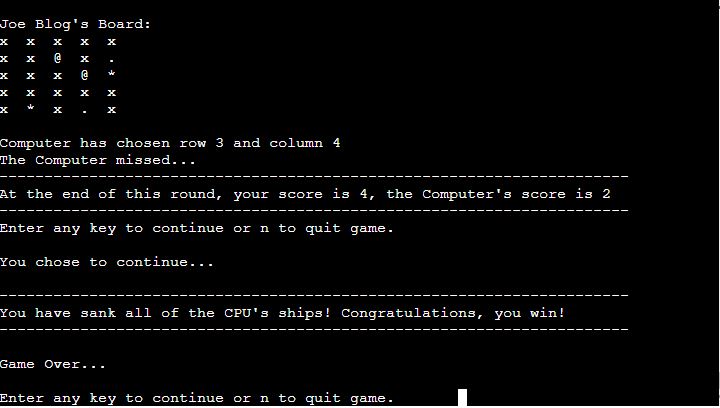 Joe Blog's Board:
x  x  x  x  x
x  x  @  x  .
x  x  x  @  *
x  x  x  x  x
x  *  x  .  x
Computer has chosen row 3 and column 4
The Computer missed...
----------------------------------------------------------------------
At the end of this round, your score is 4, the Computer's score is 2
----------------------------------------------------------------------
Enter any key to continue or n to quit game.
You chose to continue...
----------------------------------------------------------------------
You have sank all of the CPU's ships! Congratulations, you win!
----------------------------------------------------------------------
Game Over...
Enter any key to continue or n to quit game.